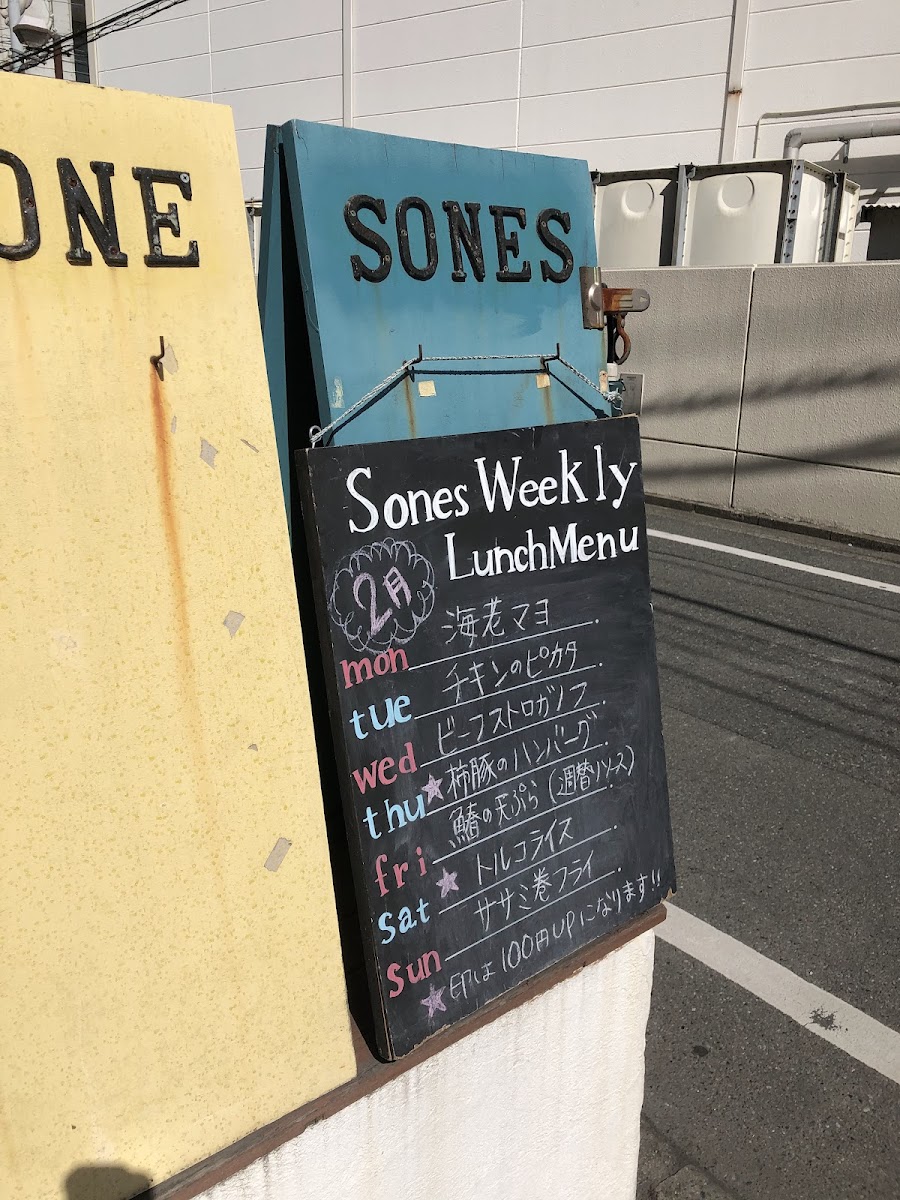 ONE
SONES
Sones Weekly
LunchMenu
2月
mon 海老マヨ.
tue チキンのピカタ.
wed ビーフストロガノフ.
thu ★柿豚のハンバーグ.
fri 鰆の天ぷら(週替りソース).
sat ★トルコライス.
sun ササミ巻フライ.
★印は100円UPになります!!